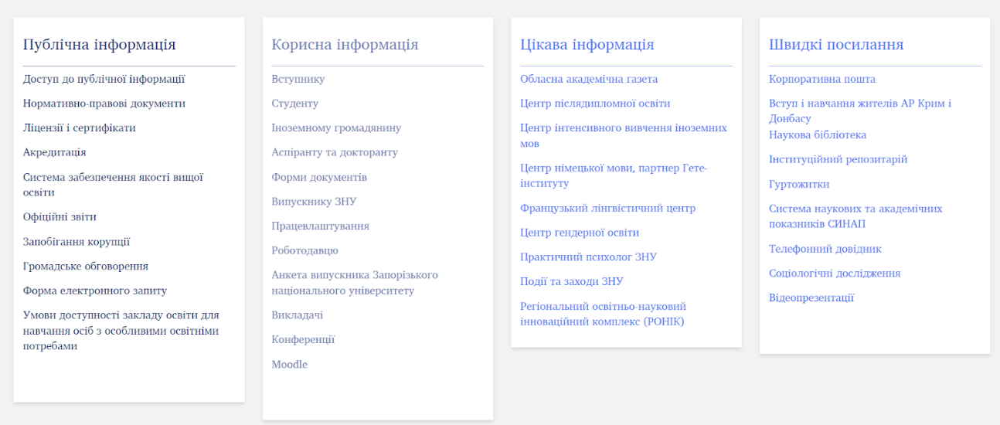 Публічна інформація
Доступ до публічної інформації
Нормативно-правові документи
Ліцензії і сертифікати
Акредитація
Система забезпечення якості вищої
освіти
Офіційні звіти
Запобігання корупції
Громадське обговорення
Форма електронного запиту
Умови доступності закладу освіти для
навчання осіб з особливими освітніми
потребами
Корисна інформація
Вступнику
Студенту
Іноземному громадянину
Аспіранту та докторанту
Форми документів
Випускнику ЗНУ
Працевлаштування
Роботодавцю
Анкета випускника Запорізького
національного університету
Викладачі
Конференції
Moodle
Цікава інформація
Обласна академічна газета
Центр післядипломної освіти
Центр інтенсивного вивчення іноземних
мов
Центр німецької мови, партнер Гете-
інституту
Французький лінгвістичний центр
Центр гендерної освіти
Практичний психолог ЗНУ
Події та заходи ЗНУ
Регіональний освітньо-науковий
інноваційний комплекс (РОНІК)
Швидкі посилання
Корпоративна пошта
Вступ і навчання жителів АР Крим і
Донбасу
Наукова бібліотека
Інституційний репозитарій
Гуртожитки
Система наукових та академічних
показників СИНАП
Телефонний довідник
Соціологічні дослідження
Відеопрезентації